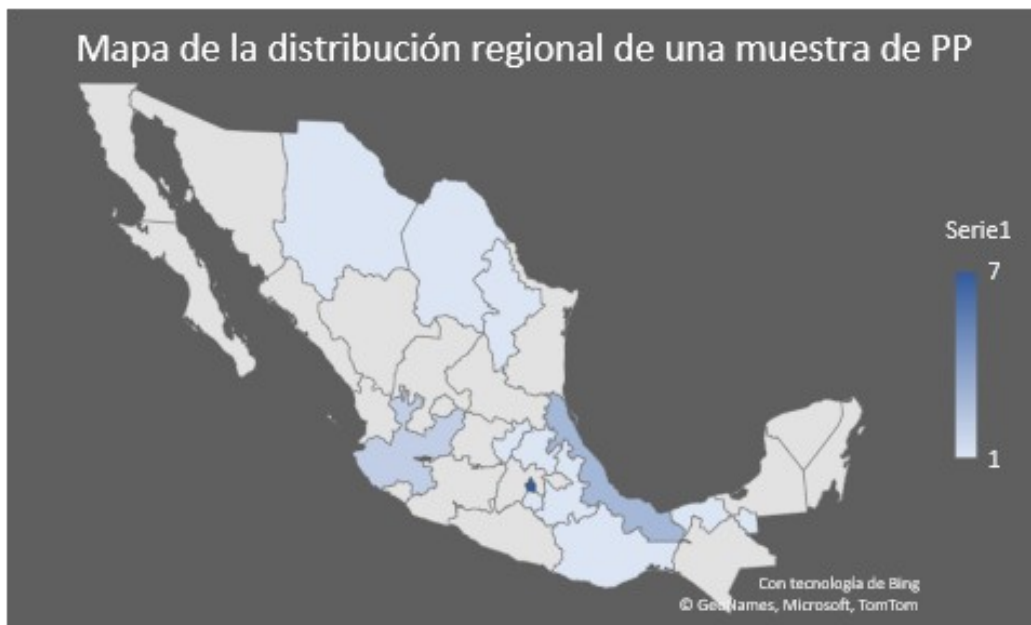 Mapa de la distribución regional de una muestra de PP
Serie1
7
1
Con tecnología de Bing
© GeoNames, Microsoft, TomTom